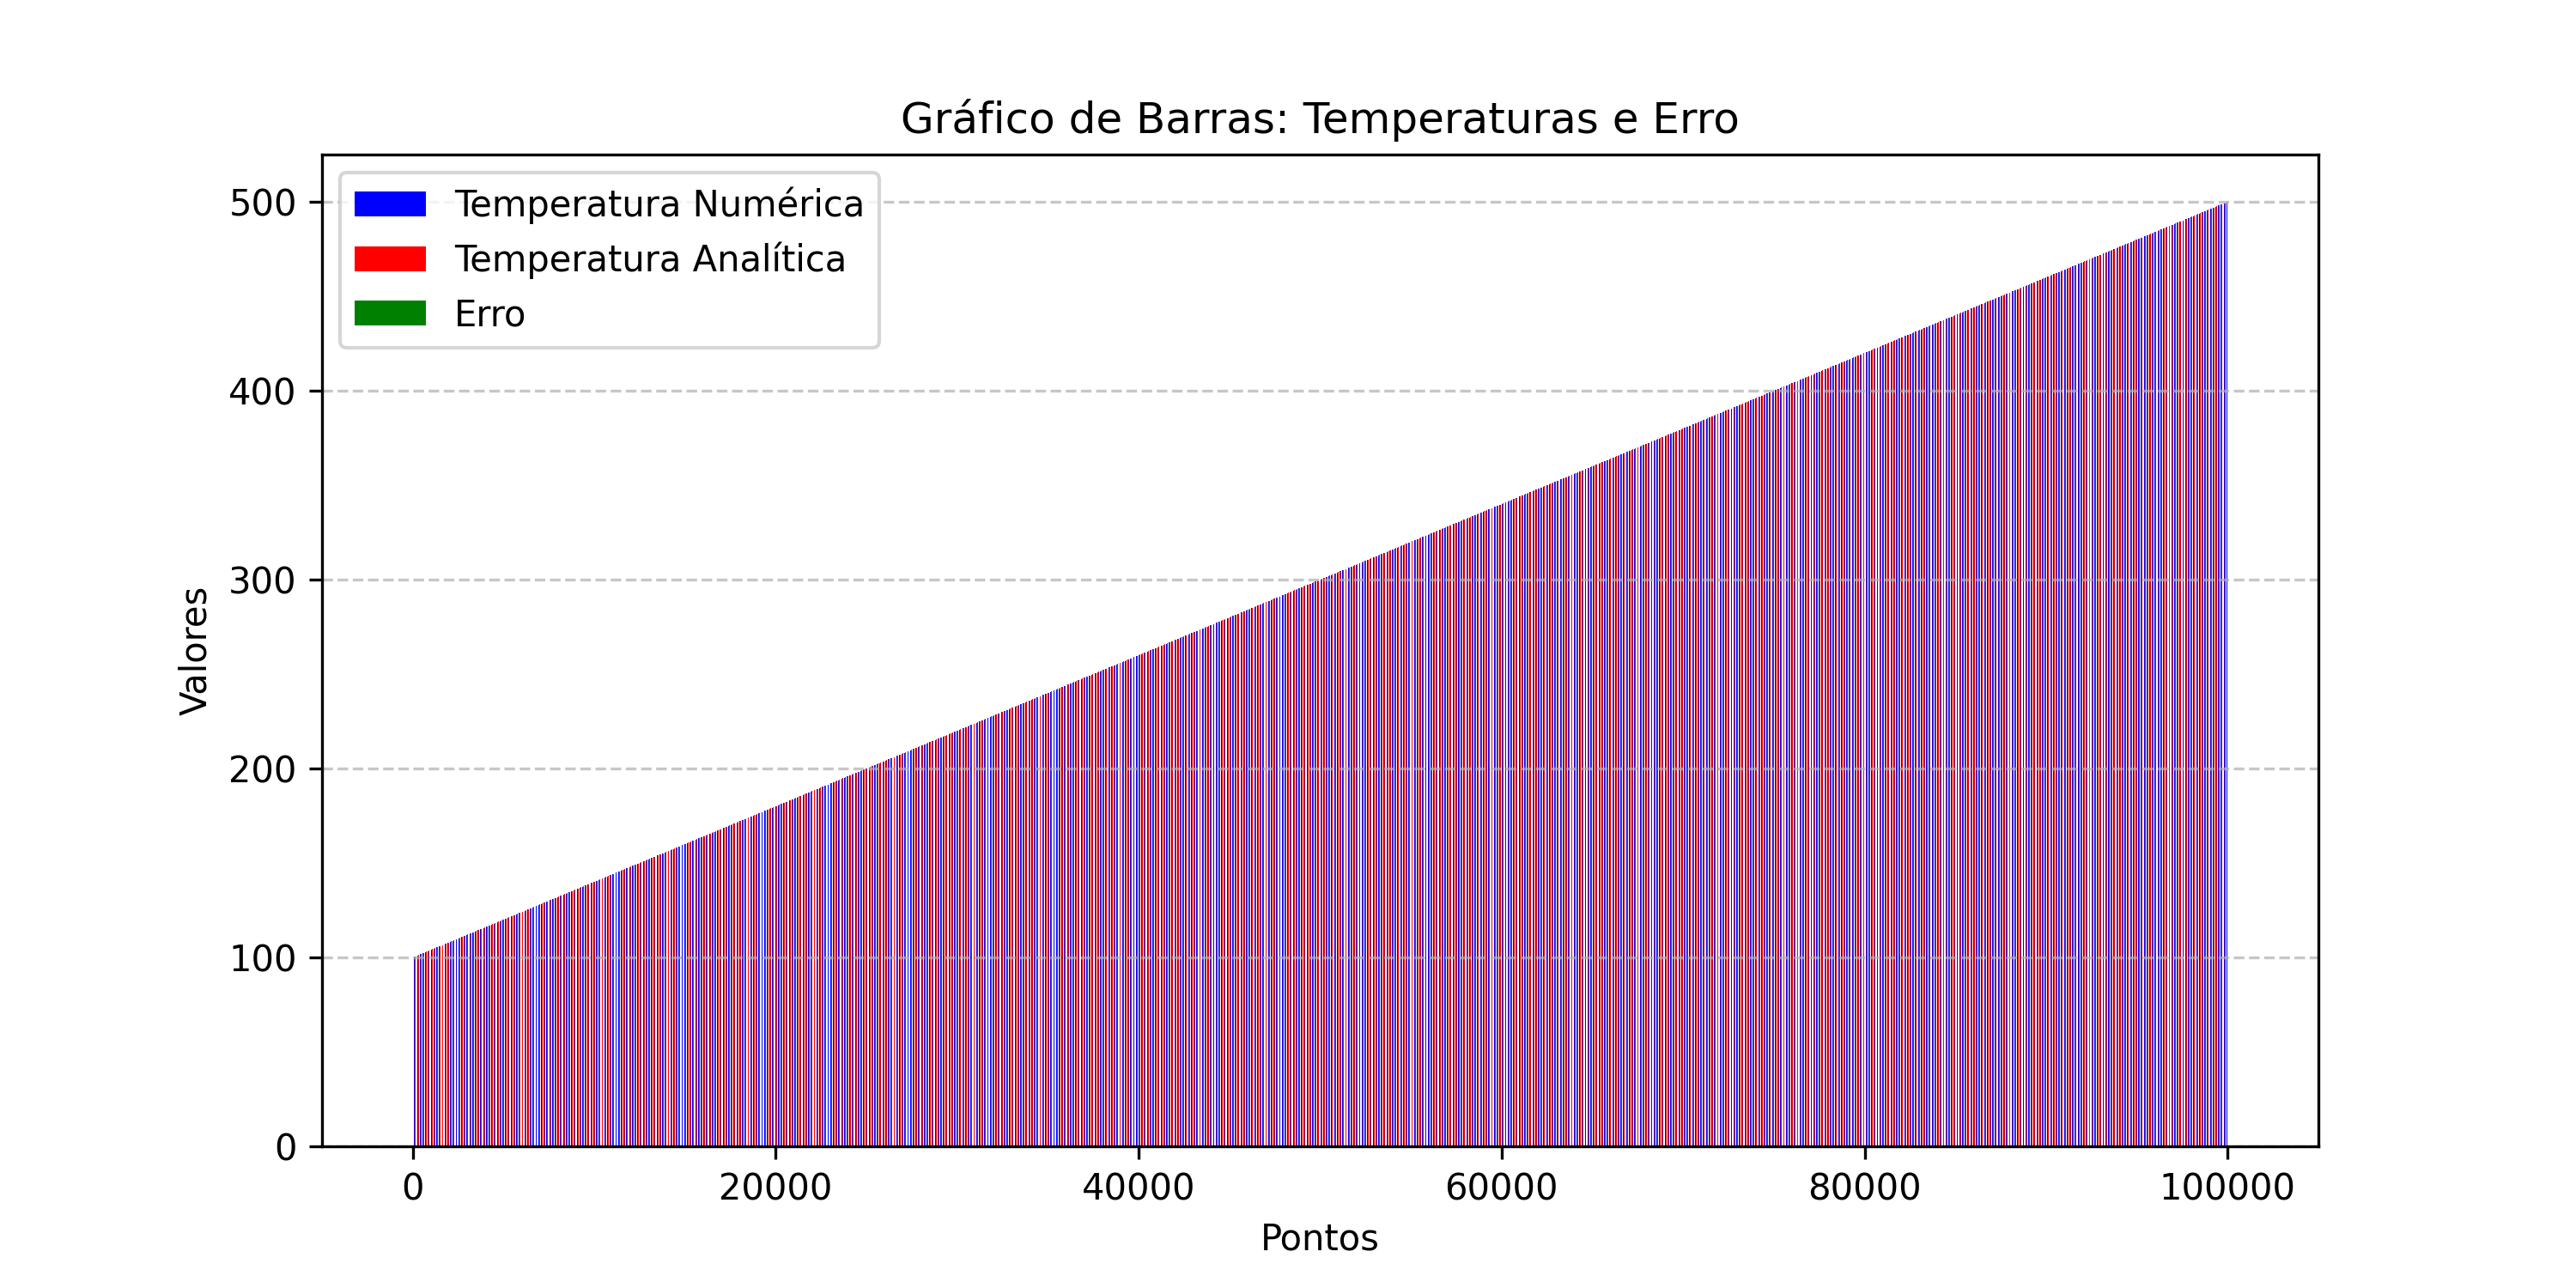 Gráfico de Barras: Temperaturas e Erro
Temperatura Numérica
Temperatura Analítica
Erro
500
400
300
200
100
0
Valores
0 20000 40000 60000 80000 100000
Pontos